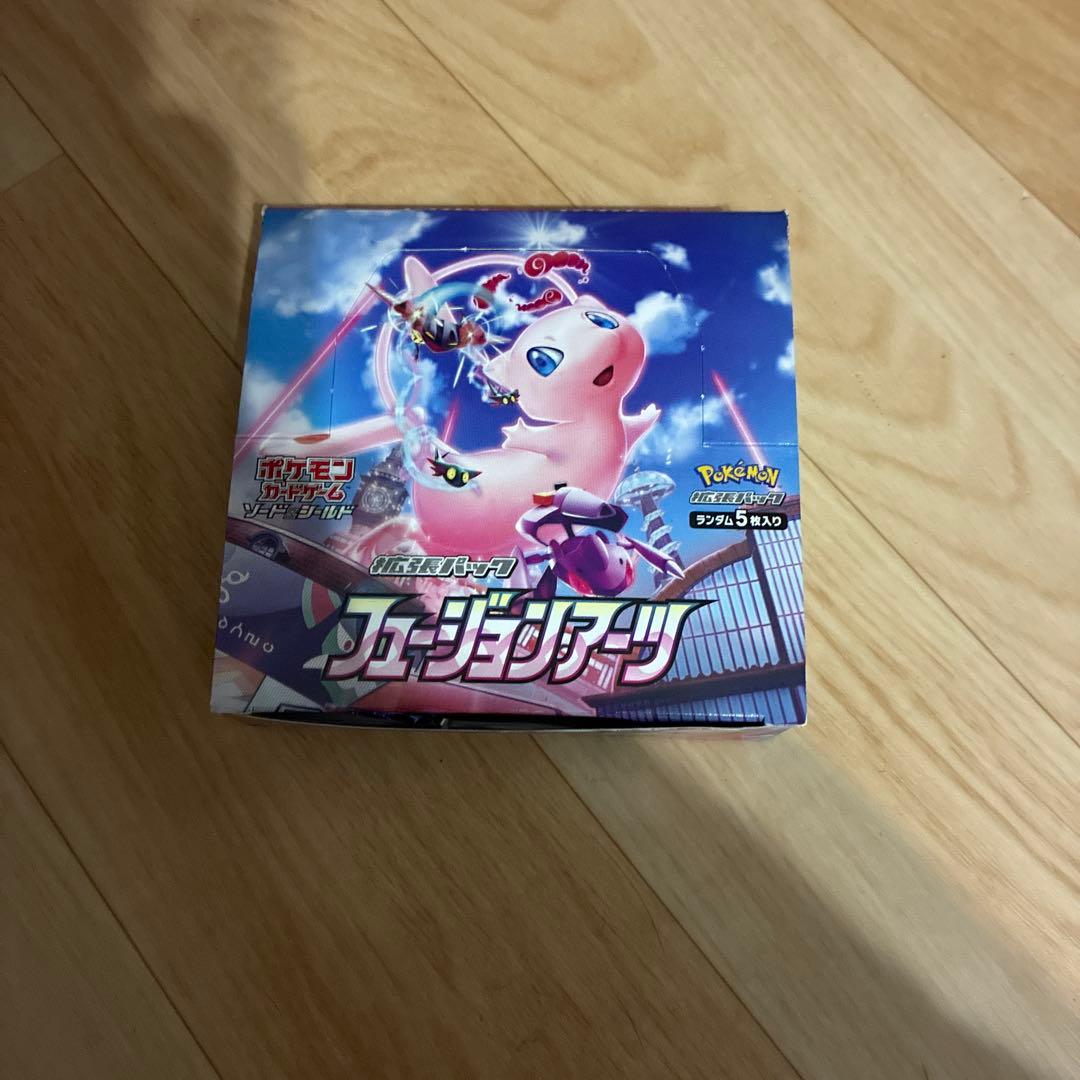 ポケモン
カードゲーム
ソード&シールド
POKéMON
拡張パック
ランダム5枚入り
拡張パック
フュージョンアーツ